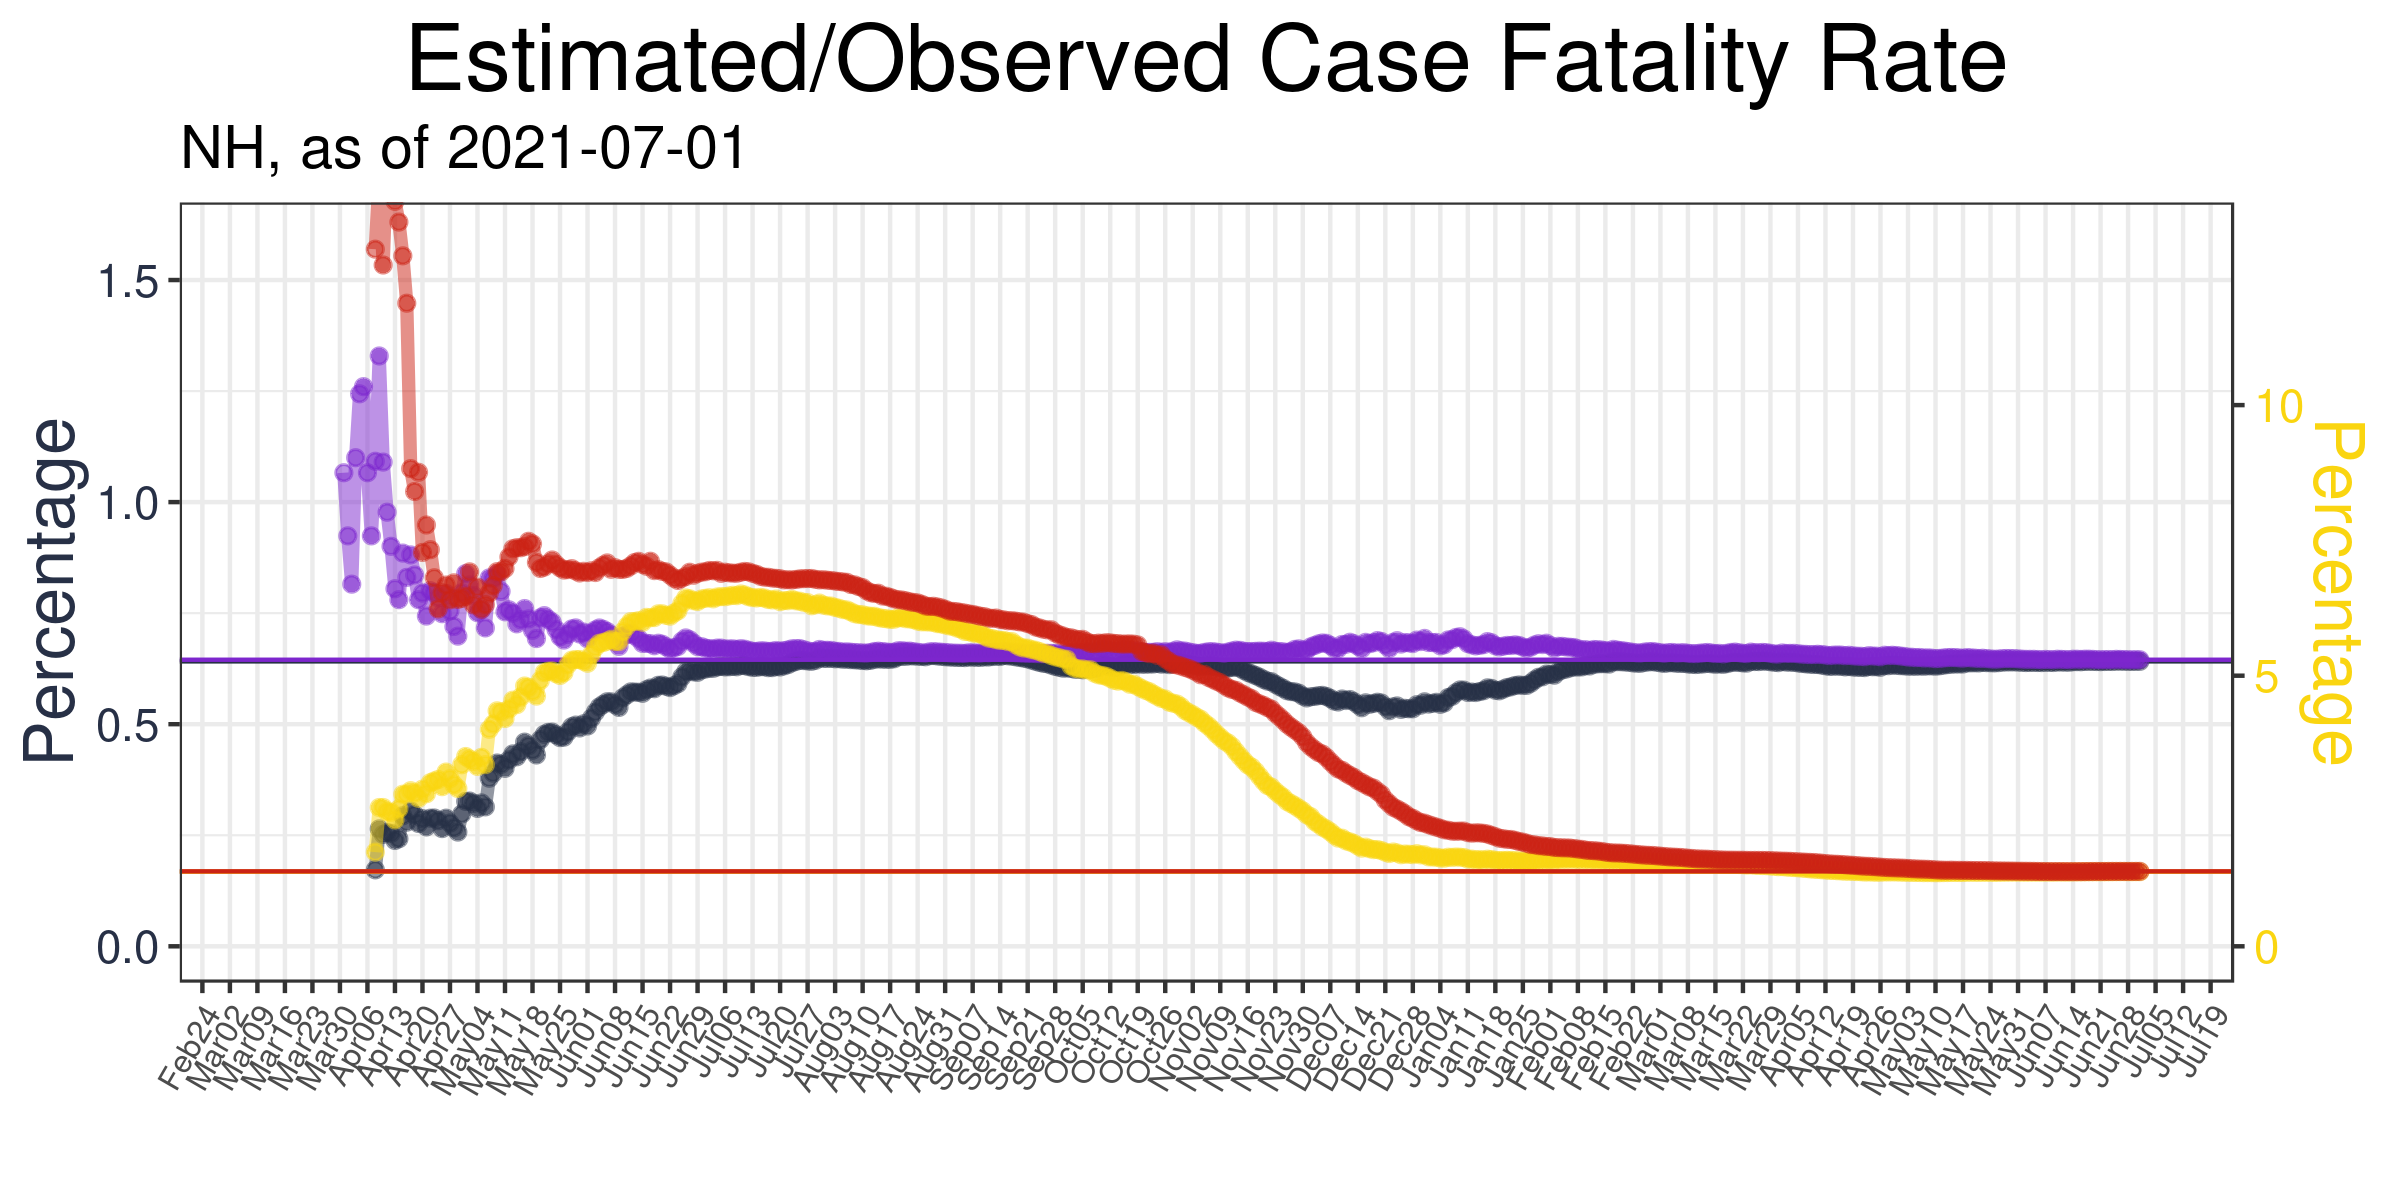 Estimated/Observed Case Fatality Rate
NH, as of 2021-07-01
Percentage
1.5
1.0
0.5
0.0
10
5
0
Percentage
Feb24
Mar02
Mar09
Mar16
Mar23
Mar30
Apr06
Apr13
Apr20
Apr27
May04
May11
May18
May25
Jun01
Jun08
Jun15
Jun22
Jun29
Jul06
Jul13
Jul20
Jul27
Aug03
Aug10
Aug17
Aug24
Aug31
Sep07
Sep14
Sep21
Sep28
Oct05
Oct12
Oct19
Oct26
Nov02
Nov09
Nov16
Nov23
Nov30
Dec07
Dec14
Dec21
Dec28
Jan04
Jan11
Jan18
Jan25
Feb01
Feb08
Feb15
Feb22
Mar01
Mar08
Mar15
Mar22
Mar29
Apr05
Apr12
Apr19
Apr26
May03
May10
May17
May24
May31
Jun07
Jun14
Jun21
Jun28
Jul05
Jul12
Jul19